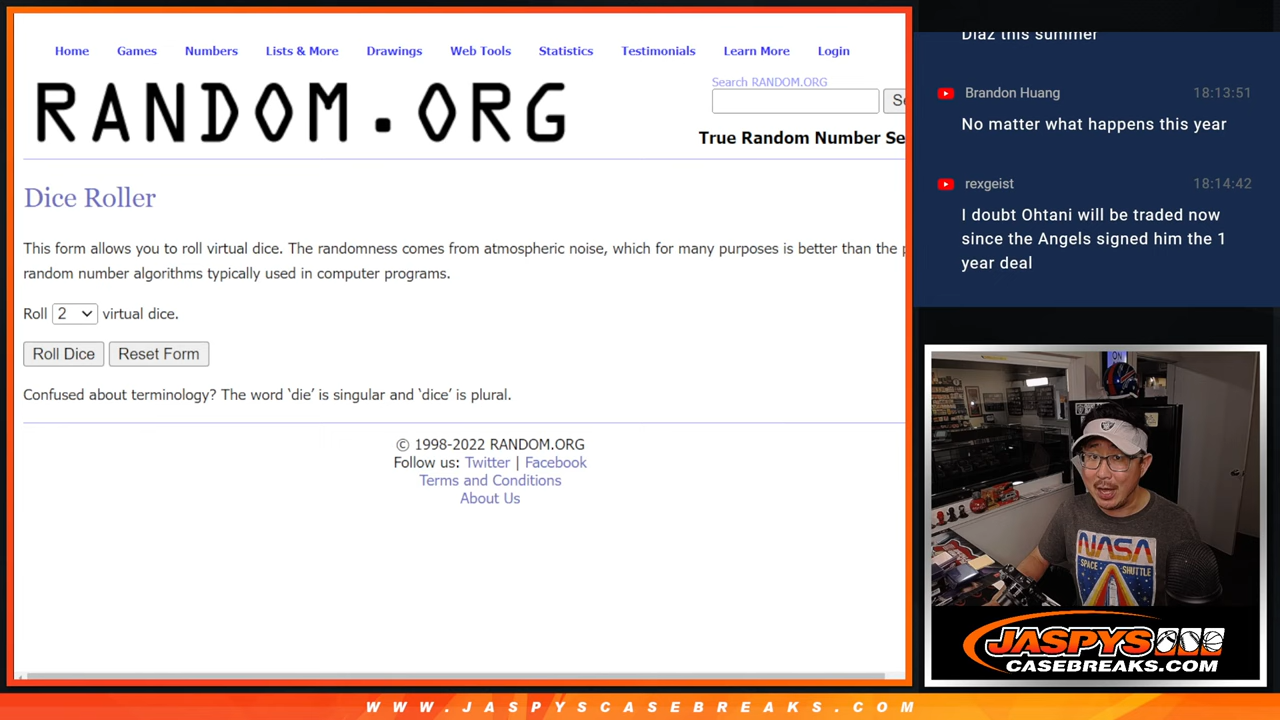 Home Games Numbers Lists & More Drawings Web Tools Statistics Testimonials Learn More Login
RANDOM.ORG
Search RANDOM.ORG
True Random Number Se
Dice Roller
This form allows you to roll virtual dice. The randomness comes from atmospheric noise, which for many purposes is better than the p
random number algorithms typically used in computer programs.
Roll 2 virtual dice.
Roll Dice Reset Form
Confused about terminology? The word ‘die’ is singular and ‘dice’ is plural.
© 1998-2022 RANDOM.ORG
Follow us: Twitter | Facebook
Terms and Conditions
About Us
Diaz this summer
Brandon Huang 18:13:51
No matter what happens this year
rexgeist 18:14:42
I doubt Ohtani will be traded now
since the Angels signed him the 1
year deal
ON
NASA
SPACE SHUTTLE
JASPYS
CASEBREAKS.COM
WWW.JASPYSCASEBREAKS.COM